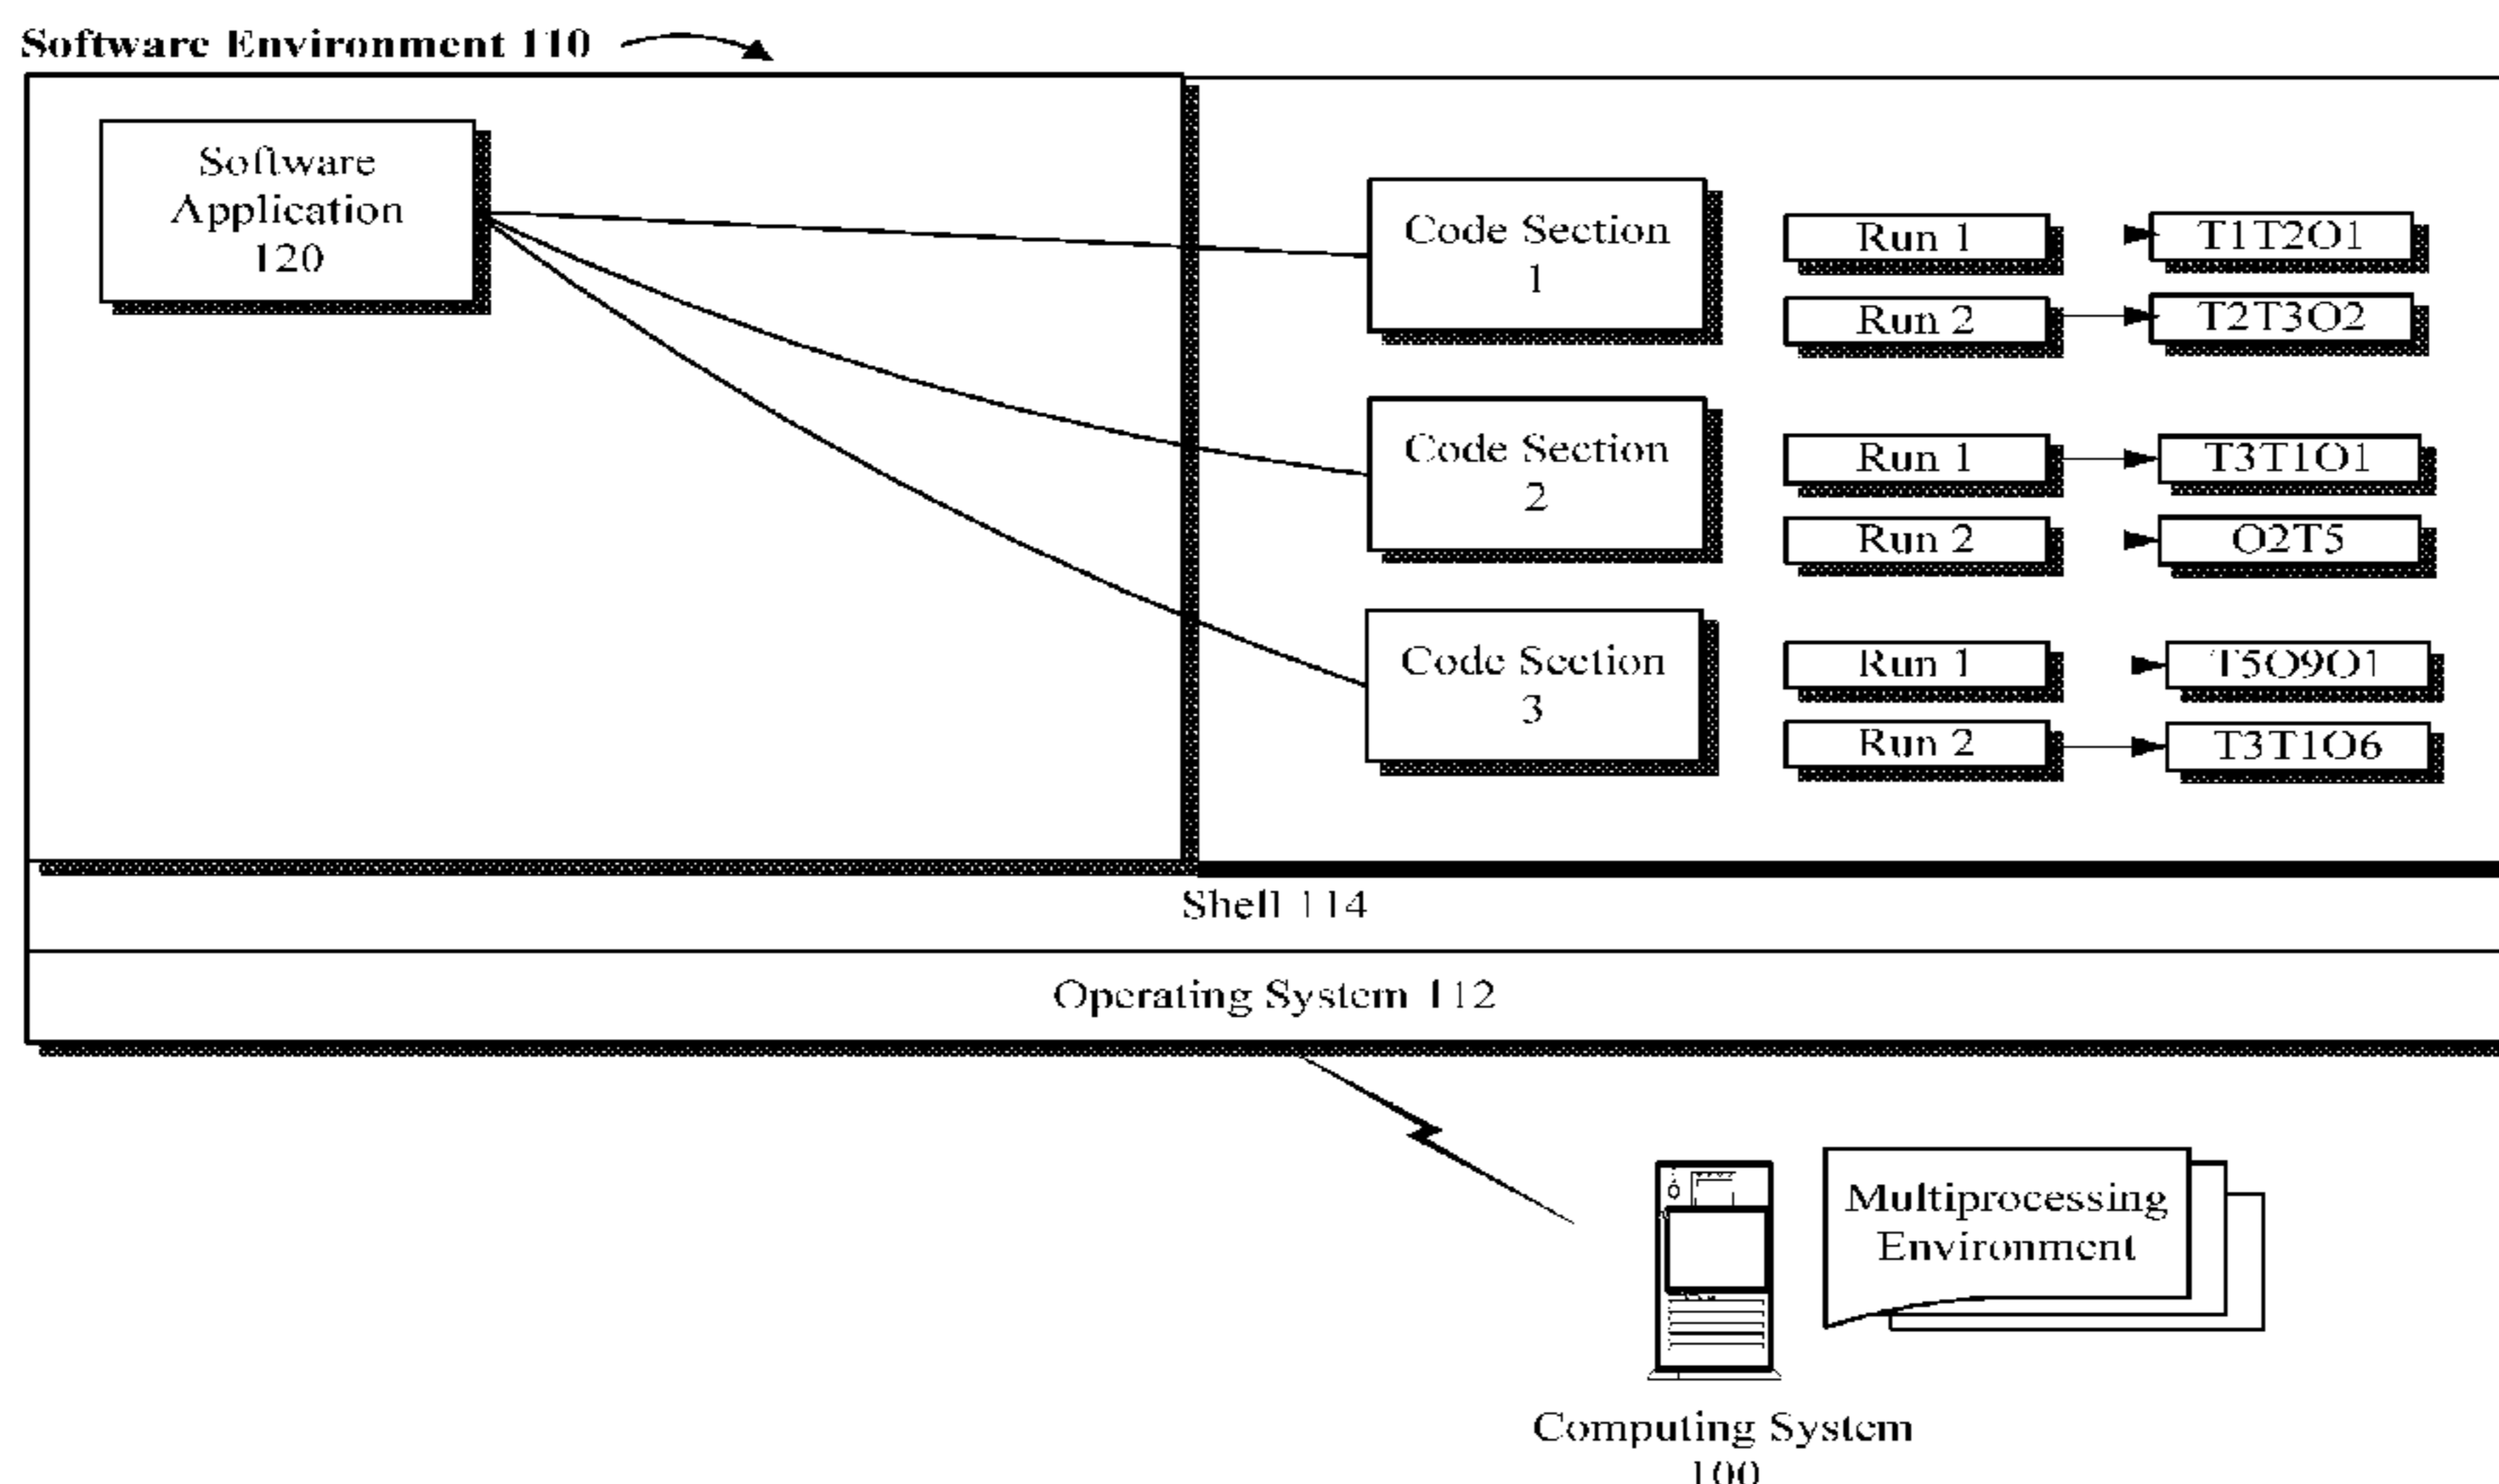 Software Environment 110
Software
Application
120
Code Section
1
Run 1
T1T2O1
Run 2
T2T3O2
Code Section
2
Run 1
T3T1O1
Run 2
O2T5
Code Section
3
Run 1
T5O9O1
Run 2
T3T1O6
Shell 114
Operating System 112
Multiprocessing
Environment
Computing System
100